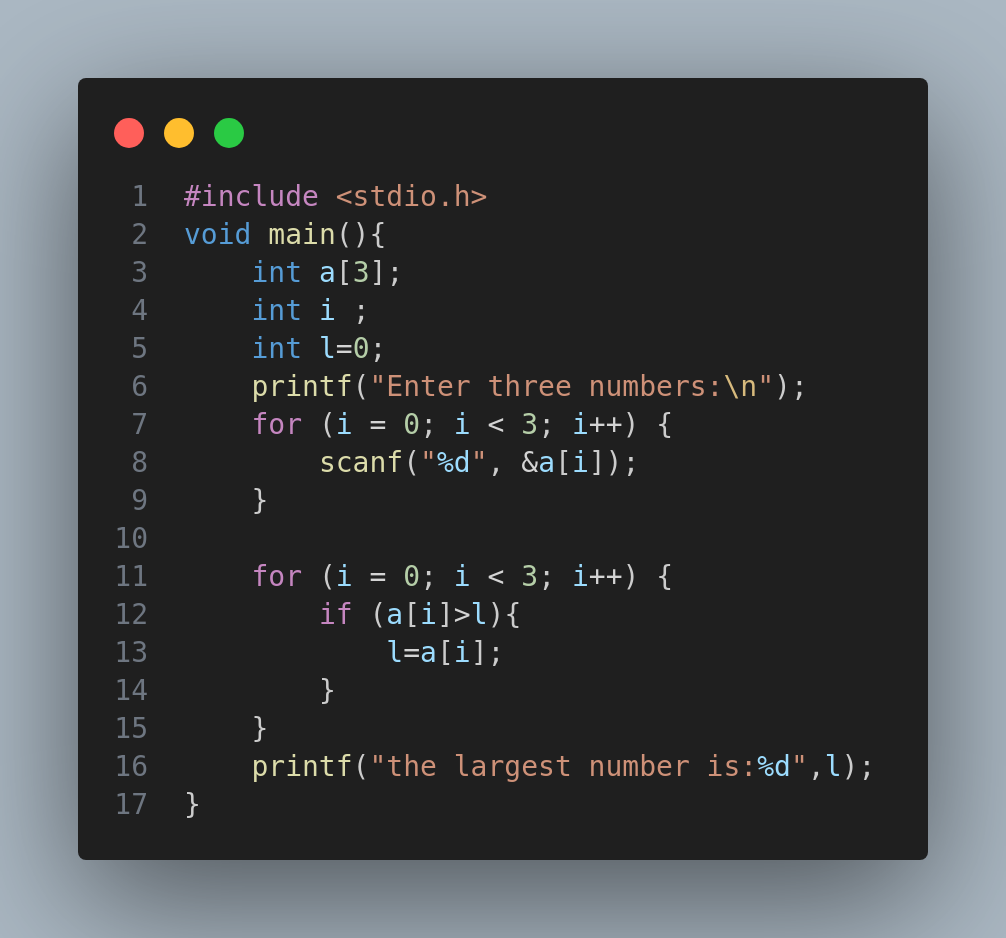 1 #include <stdio.h>
2 void main(){
3     int a[3];
4     int i ;
5     int l=0;
6     printf("Enter three numbers:\n");
7     for (i = 0; i < 3; i++) {
8         scanf("%d", &a[i]);
9     }
10
11     for (i = 0; i < 3; i++) {
12         if (a[i]>l){
13             l=a[i];
14         }
15     }
16     printf("the largest number is:%d",l);
17 }